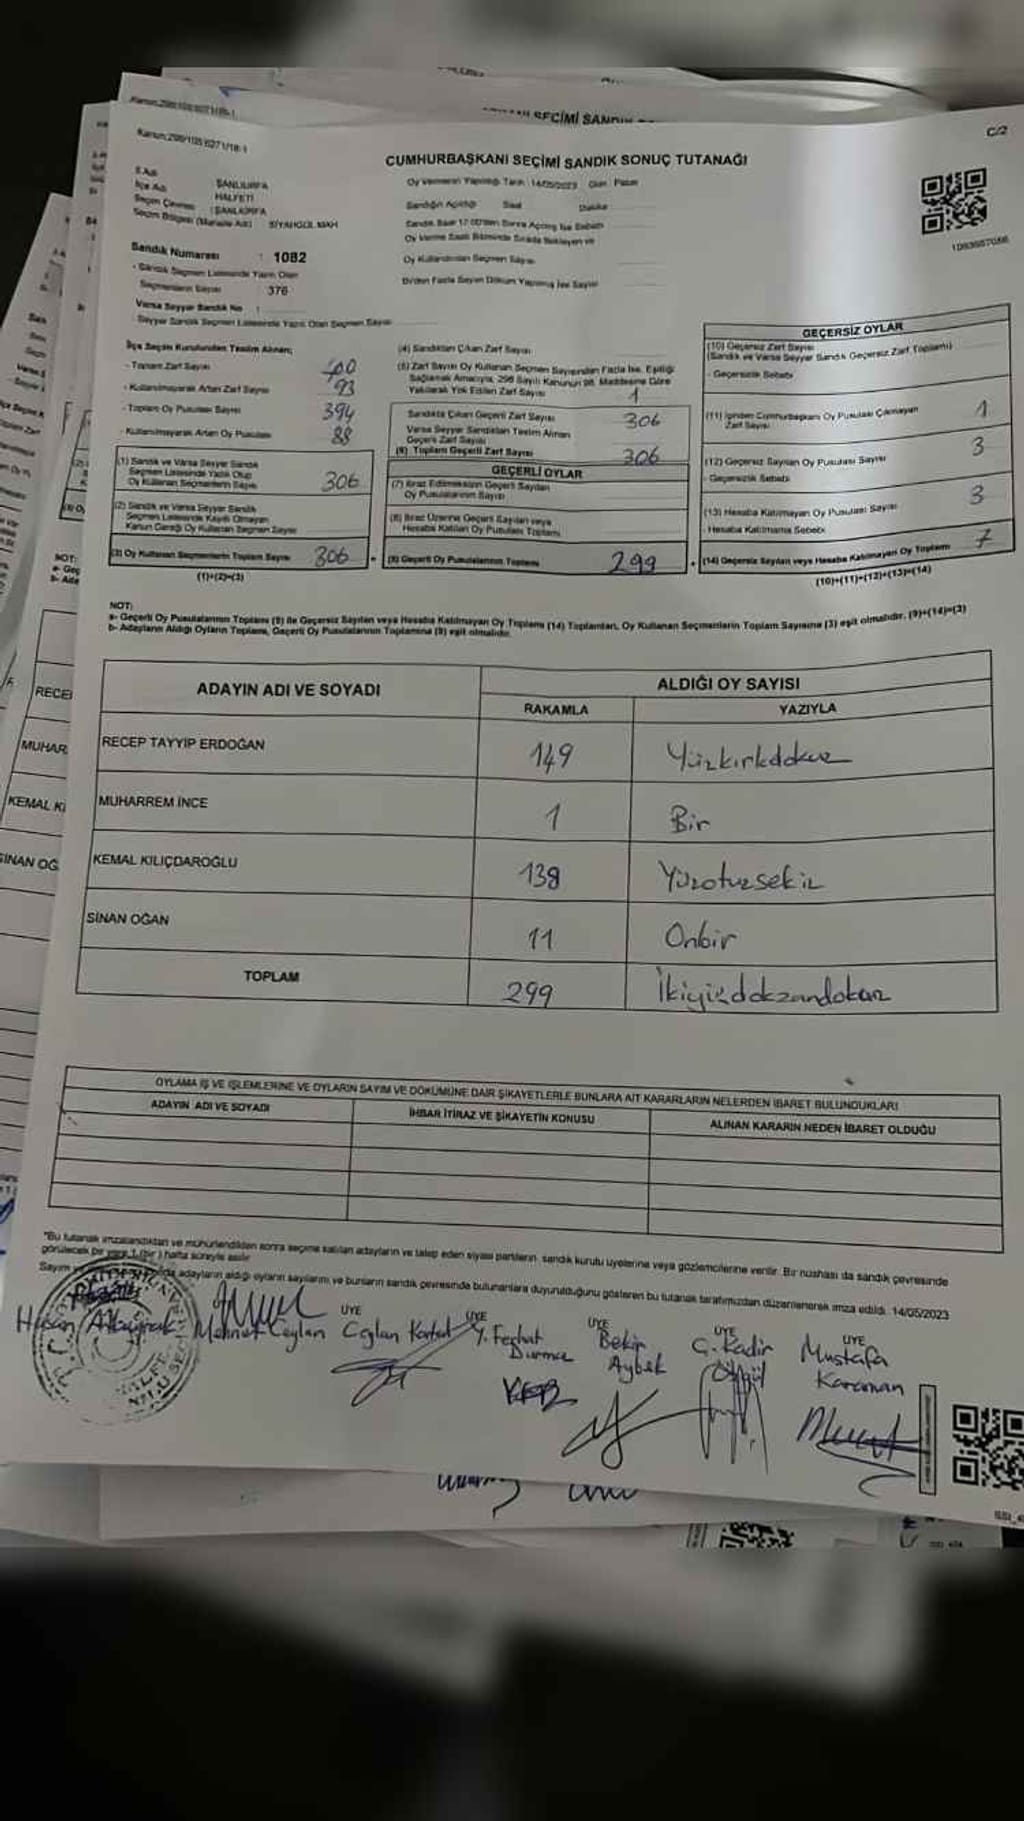 Kanun:298/105;6271/18-1
C/2
CUMHURBAŞKANI SEÇİMİ SANDIK SONUÇ TUTANAĞI
İl Adı ŞANLIURFA
İlçe Adı HALFETİ
Seçim Çevresi : ŞANLIURFA
Seçim Bölgesi (Mahalle Adı) SİYAHGÜL MAH
Oy Vermenin Yapıldığı Tarih : 14/05/2023 Gün : Pazar
Sandığın Açıldığı Saat Dakika
Sandık Saat 17:00'den Sonra Açılmış İse Sebebi
Oy Verme Saati Bitiminde Sırada Bekleyen ve
Oy Kullandırılan Seçmen Sayısı
Birden Fazla Sayım Döküm Yapılmış İse Sayısı
Sandık Numarası : 1082
- Sandık Seçmen Listesinde Yazılı Olan
Seçmenlerin Sayısı 376
Varsa Seyyar Sandık No :
Seyyar Sandık Seçmen Listesinde Yazılı Olan Seçmen Sayısı
İlçe Seçim Kurulundan Teslim Alınan;
- Toplam Zarf Sayısı 400
- Kullanılmayarak Artan Zarf Sayısı 93
- Toplam Oy Pusulası Sayısı 394
- Kullanılmayarak Artan Oy Pusulası 88
(1) Sandık ve Varsa Seyyar Sandık
Seçmen Listesinde Yazılı Olup
Oy Kullanan Seçmenlerin Sayısı 306
(2) Sandık ve Varsa Seyyar Sandık
Seçmen Listesinde Kayıtlı Olmayan
Kanun Gereği Oy Kullanan Seçmen Sayısı
(3) Oy Kullanan Seçmenlerin Toplam Sayısı 306
(1)+(2)=(3)
(4) Sandıktan Çıkan Zarf Sayısı
(5) Zarf Sayısı Oy Kullanan Seçmen Sayısından Fazla İse, Eşitliği
Sağlamak Amacıyla, 298 Sayılı Kanunun 98. Maddesine Göre
Yakılarak Yok Edilen Zarf Sayısı 1
Sandıkta Çıkan Geçerli Zarf Sayısı 306
Varsa Seyyar Sandıktan Teslim Alınan
Geçerli Zarf Sayısı
(6) Toplam Geçerli Zarf Sayısı 306
GEÇERLİ OYLAR
(7) İtiraz Edilmeksizin Geçerli Sayılan
Oy Pusulalarının Sayısı
(8) İtiraz Üzerine Geçerli Sayılan veya
Hesaba Katılan Oy Pusulası Toplamı
(9) Geçerli Oy Pusulalarının Toplamı 299
GEÇERSİZ OYLAR
(10) Geçersiz Zarf Sayısı
(Sandık ve Varsa Seyyar Sandık Geçersiz Zarf Toplamı)
- Geçersizlik Sebebi
(11) İçinden Cumhurbaşkanı Oy Pusulası Çıkmayan
Zarf Sayısı 1
(12) Geçersiz Sayılan Oy Pusulası Sayısı 3
- Geçersizlik Sebebi
(13) Hesaba Katılmayan Oy Pusulası Sayısı 3
- Hesaba Katılmama Sebebi
(14) Geçersiz Sayılan veya Hesaba Katılmayan Oy Toplamı 7
(10)+(11)+(12)+(13)=(14)
NOT:
a- Geçerli Oy Pusulalarının Toplamı (9) ile Geçersiz Sayılan veya Hesaba Katılmayan Oy Toplamı (14) Toplamları, Oy Kullanan Seçmenlerin Toplam Sayısına (3) eşit olmalıdır. (9)+(14)=(3)
b- Adayların Aldığı Oyların Toplamı, Geçerli Oy Pusulalarının Toplamına (9) eşit olmalıdır.
ADAYIN ADI VE SOYADI ALDIĞI OY SAYISI
RAKAMLA YAZIYLA
RECEP TAYYİP ERDOĞAN 149 Yüzkırkdokuz
MUHARREM İNCE 1 Bir
KEMAL KILIÇDAROĞLU 138 Yüzotuzsekiz
SİNAN OĞAN 11 Onbir
TOPLAM 299 İkiyüzdoksandokuz
OYLAMA İŞ VE İŞLEMLERİNE VE OYLARIN SAYIM VE DÖKÜMÜNE DAİR ŞİKAYETLERLE BUNLARA AİT KARARLARIN NELERDEN İBARET BULUNDUKLARI
ADAYIN ADI VE SOYADI İHBAR İTİRAZ VE ŞİKAYETİN KONUSU ALINAN KARARIN NEDEN İBARET OLDUĞU
*Bu tutanak imzalandıktan ve mühürlendikten sonra seçime katılan adayların ve talep eden siyasi partilerin sandık kurulu üyelerine veya gözlemcilerine verilir. Bir nüshası da sandık çevresinde
görülecek bir yere 1 (bir) hafta süreyle asılır
adayların aldığı oyların sayılarını ve bunların sandık çevresinde bulunanlara duyurulduğunu gösteren bu tutanak tarafımızdan düzenlenerek imza edildi. 14/05/2023
ÜYE ÜYE ÜYE ÜYE ÜYE
Hasan Albayrak Mehmet Ceylan Çağlan Kartal Y. Ferhat Durmaz Bekir Aybek G. Kadir Mustafa Karaman